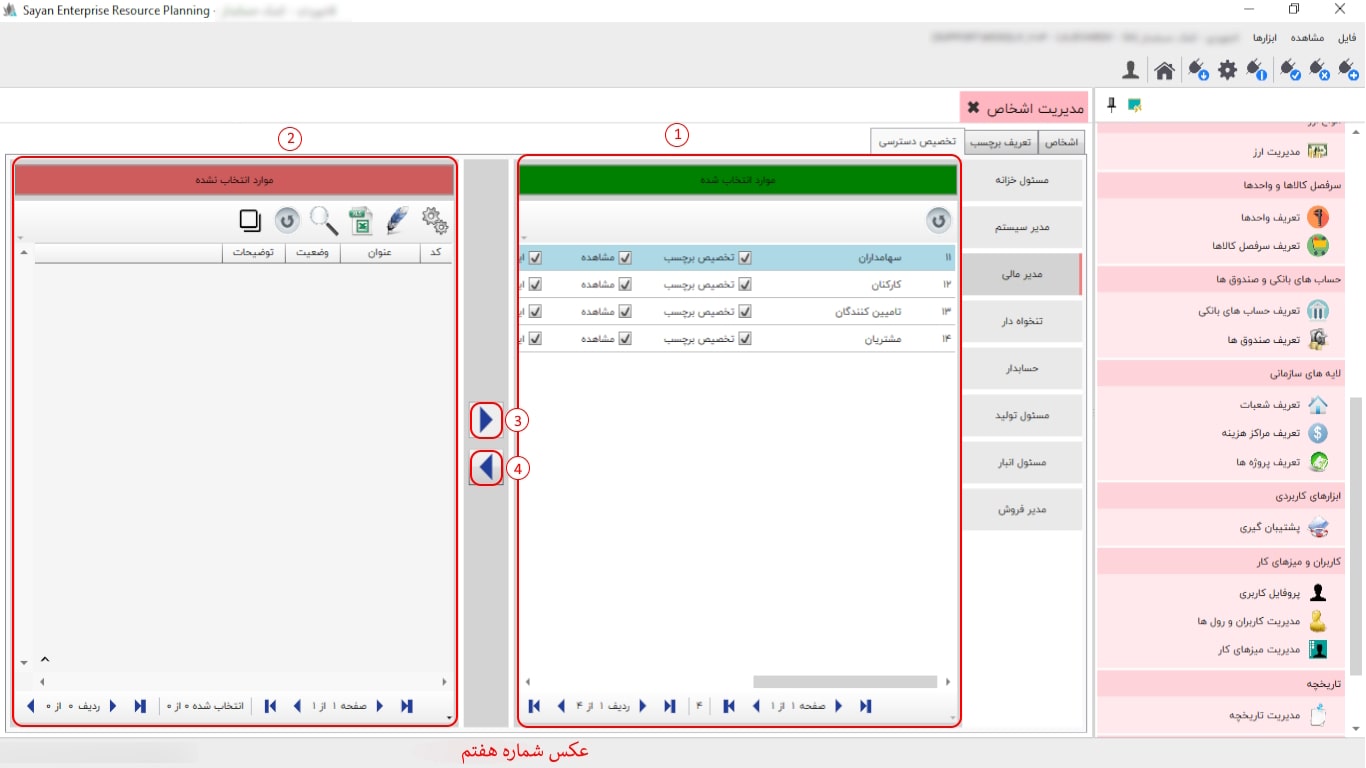 Sayan Enterprise Resource Planning -
فایل مشاهده ابزارها
مدیریت اشخاص
اشخاص تعریف برچسب تخصیص دسترسی
مدیریت ارز
سرفصل کالاها و واحدها
تعریف واحدها
تعریف سرفصل کالاها
حساب های بانکی و صندوق ها
تعریف حساب های بانکی
تعریف صندوق ها
لایه های سازمانی
تعریف شعبات
تعریف مراکز هزینه
تعریف پروژه ها
ابزارهای کاربردی
پشتیبان گیری
کاربران و میزهای کار
پروفایل کاربری
مدیریت کاربران و رول ها
مدیریت میزهای کار
تاریخچه
مدیریت تاریخچه
مسئول خزانه
مدیر سیستم
مدیر مالی
تنخواه دار
حسابدار
مسئول تولید
مسئول انبار
مدیر فروش
1
موارد انتخاب شده
۱۱ سهامداران تخصیص برچسب مشاهده
۱۲ کارکنان تخصیص برچسب مشاهده
۱۳ تامیین کنندگان تخصیص برچسب مشاهده
۱۴ مشتریان تخصیص برچسب مشاهده
صفحه ۱ از ۱ ۴ ردیف ۱ از ۴
3
4
2
موارد انتخاب نشده
کد عنوان وضعیت توضیحات
صفحه ۱ از ۱ انتخاب شده ۰ از ۰ ردیف ۰ از ۰
عکس شماره هفتم